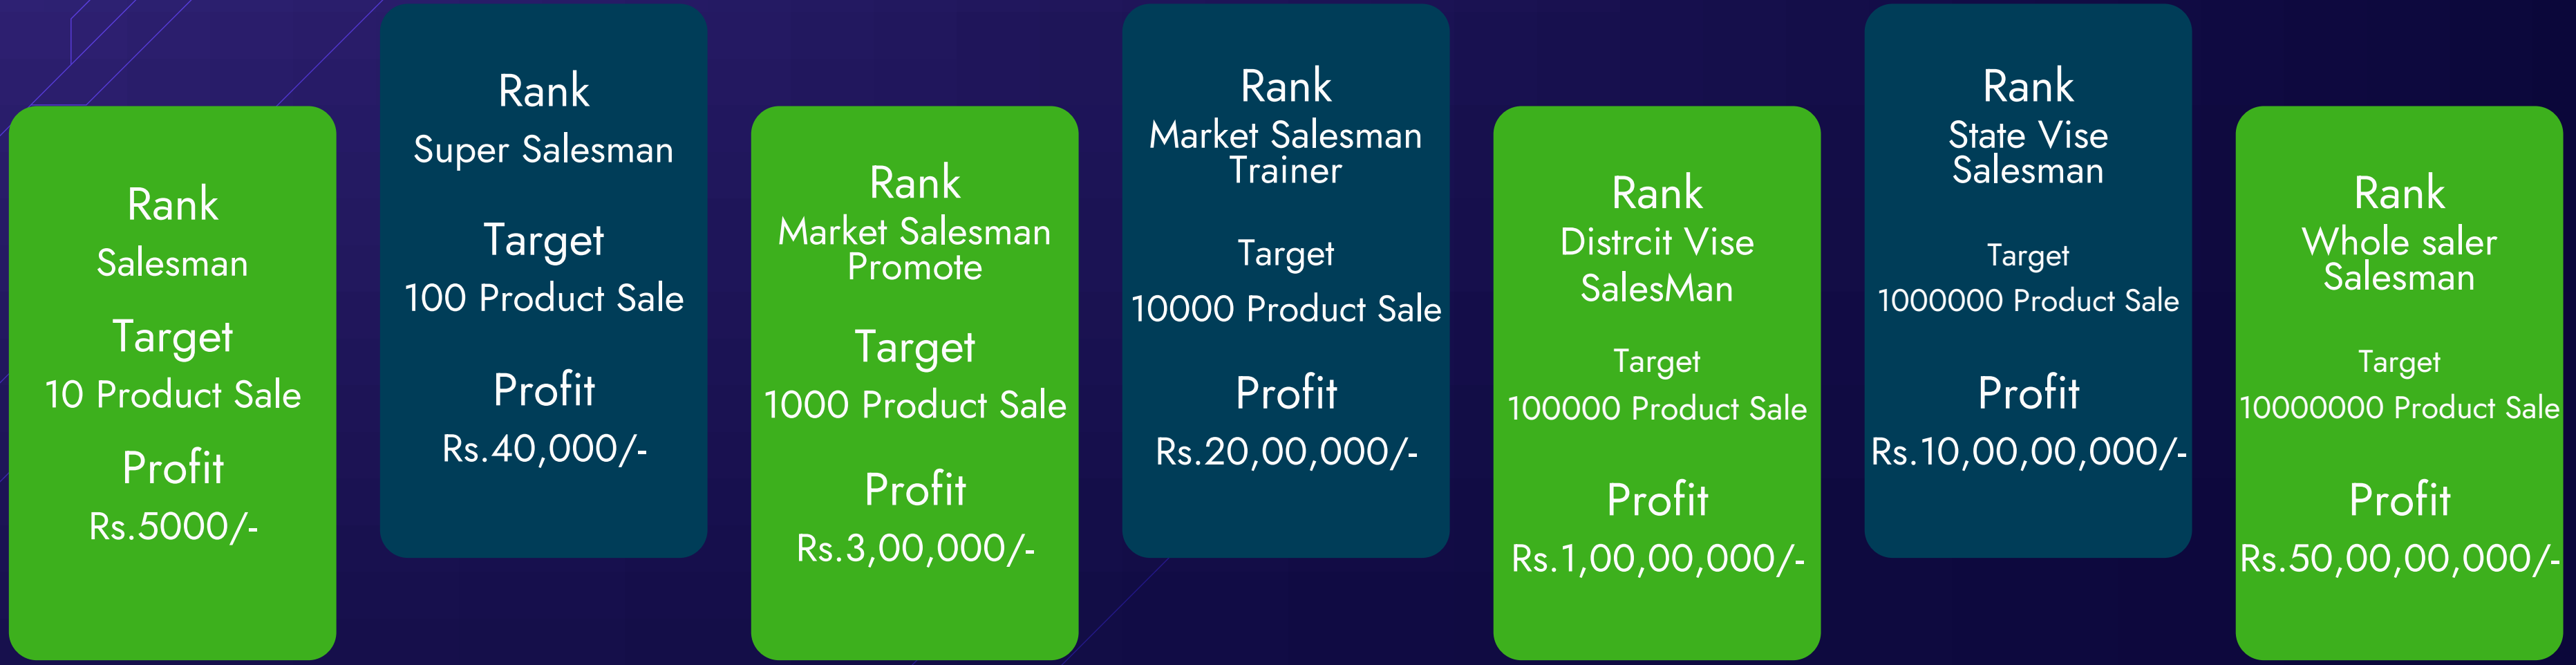 Rank
Salesman
Target
10 Product Sale
Profit
Rs.5000/-
Rank
Super Salesman
Target
100 Product Sale
Profit
Rs.40,000/-
Rank
Market Salesman
Promote
Target
1000 Product Sale
Profit
Rs.3,00,000/-
Rank
Market Salesman
Trainer
Target
10000 Product Sale
Profit
Rs.20,00,000/-
Rank
Distrcit Vise
SalesMan
Target
100000 Product Sale
Profit
Rs.1,00,00,000/-
Rank
State Vise
Salesman
Target
1000000 Product Sale
Profit
Rs.10,00,00,000/-
Rank
Whole saler
Salesman
Target
10000000 Product Sale
Profit
Rs.50,00,00,000/-